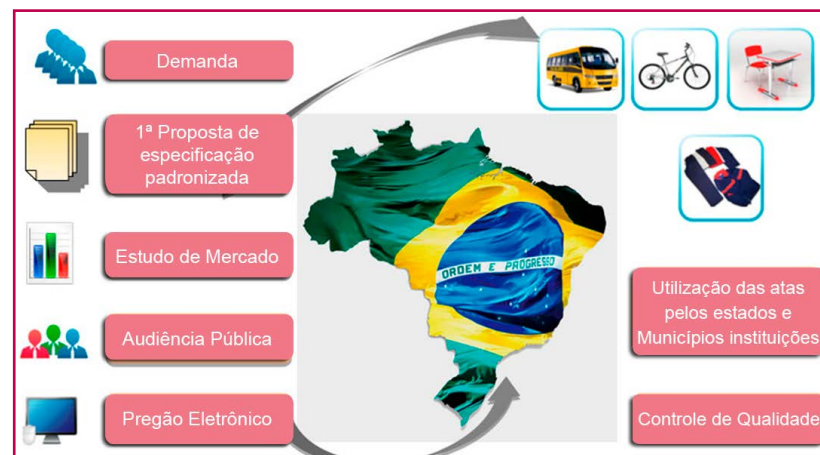 Demanda
1ª Proposta de
especificação
padronizada
Estudo de Mercado
Audiência Pública
Pregão Eletrônico
ORDEM E PROGRESSO
Utilização das atas
pelos estados e
Municípios instituições
Controle de Qualidade